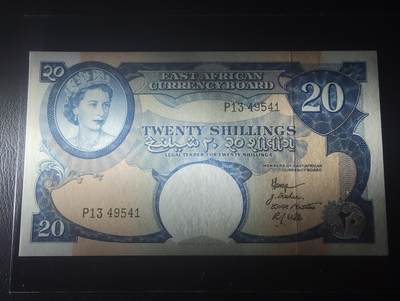 20
EAST AFRICAN
CURRENCY BOARD
20
P13 49541
TWENTY SHILLINGS
LEGAL TENDER FOR TWENTY SHILLINGS
MEMBERS OF EAST AFRICAN
CURRENCY BOARD
P13 49541
20
٢٠